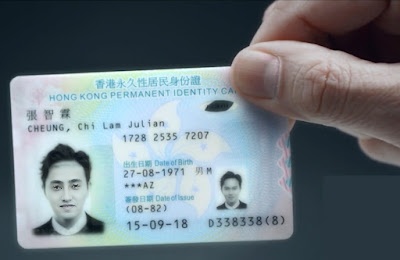 香港永久性居民身份證
HONG KONG PERMANENT IDENTITY CA
張智霖
CHEUNG, Chi Lam Julian
1728 2535 7207
出生日期 Date of Birth
27-08-1971 男 M
***AZ
簽發日期 Date of Issue
(08-82)
15-09-18 D338338(8)